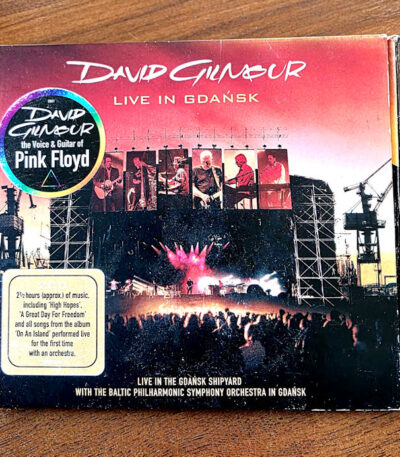 DAVID GILMOUR
LIVE IN GDAŃSK
DAVID
GILMOUR
the Voice & Guitar of
Pink Floyd
2½ hours (approx.) of music,
including 'High Hopes',
'A Great Day For Freedom'
and all songs from the album
'On An Island' performed live
for the first time
with an orchestra.
LIVE IN THE GDAŃSK SHIPYARD
WITH THE BALTIC PHILHARMONIC SYMPHONY ORCHESTRA IN GDAŃSK